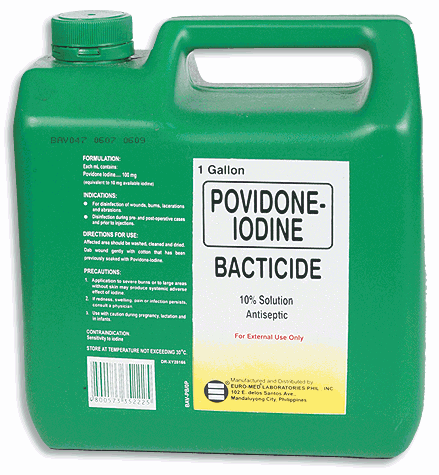 BAV047 0607 0609
FORMULATION:
Each mL contains:
Povidone Iodine.... 100 mg
(equivalent to 10 mg available iodine)
INDICATIONS:
For disinfection of wounds, burns, lacerations
and abrasions.
Disinfection during pre- and post-operative cases
and prior to injections.
DIRECTIONS FOR USE:
Affected area should be washed, cleaned and dried.
Dab wound gently with cotton that has been
previously soaked with Povidone-Iodine.
PRECAUTIONS:
1. Application to severe burns or to large areas
without skin may produce systemic adverse
effect of iodine.
2. If redness, swelling, pain or infection persists,
consult a physician.
3. Use with caution during pregnancy, lactation and
in infants.
CONTRAINDICATION
Sensitivity to iodine
STORE AT TEMPERATURE NOT EXCEEDING 30°C.
BAV-PB/5P
1 Gallon
POVIDONE-
IODINE
BACTICIDE
10% Solution
Antiseptic
For External Use Only
Manufactured and Distributed by
EURO-MED LABORATORIES PHIL INC
102 E. delos Santos Ave.,
Mandaluyong City, Philippines